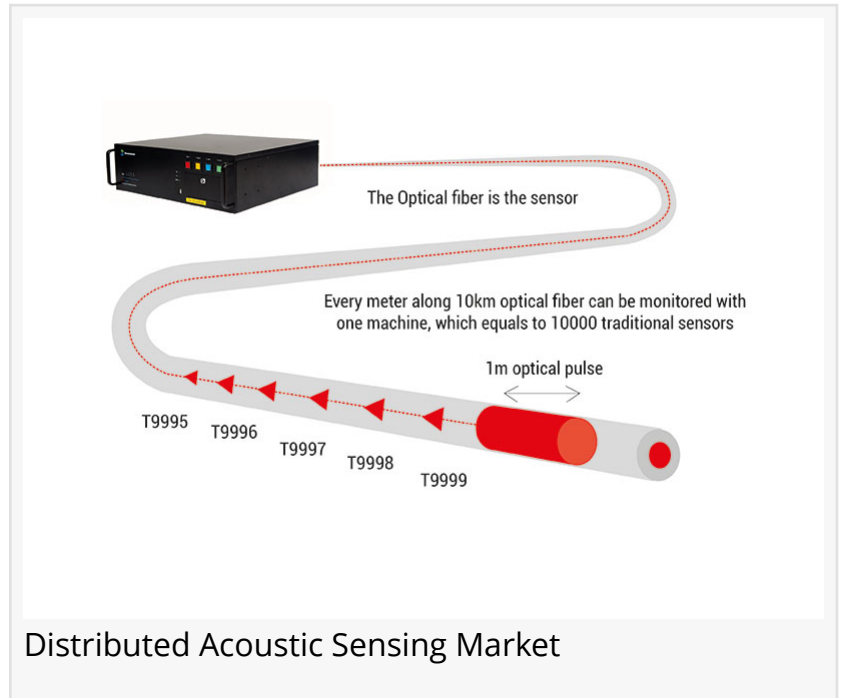 The Optical fiber is the sensor
Every meter along 10km optical fiber can be monitored with
one machine, which equals to 10000 traditional sensors
1m optical pulse
T9995
T9996
T9997
T9998
T9999
Distributed Acoustic Sensing Market